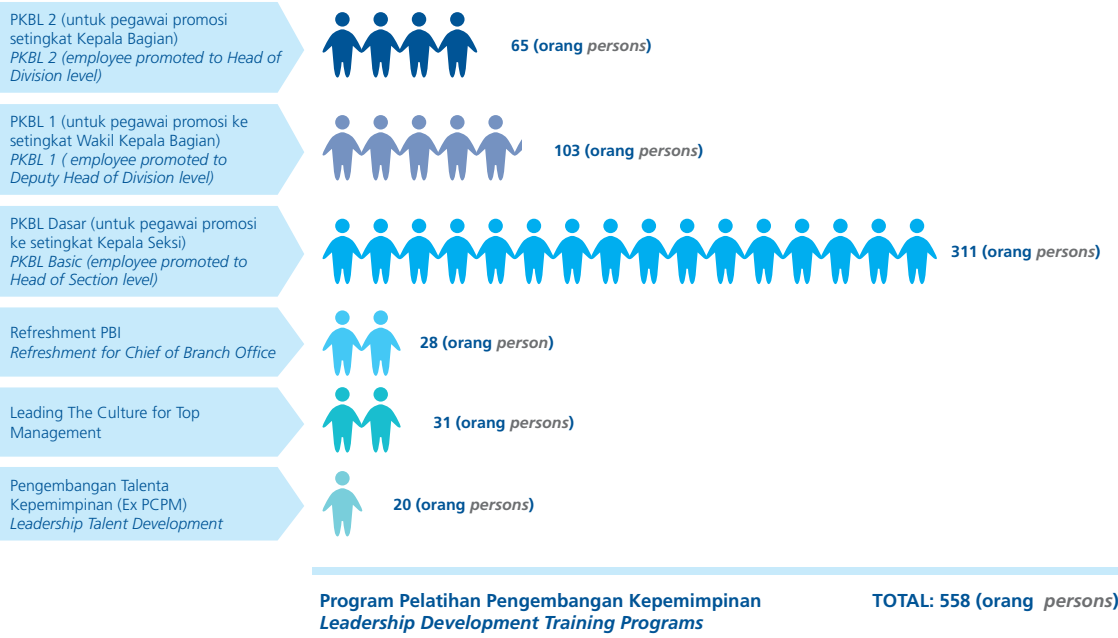 PKBL 2 (untuk pegawai promosi
setingkat Kepala Bagian)
PKBL 2 (employee promoted to Head of
Division level)
65 (orang persons)
PKBL 1 (untuk pegawai promosi ke
setingkat Wakil Kepala Bagian)
PKBL 1 ( employee promoted to
Deputy Head of Division level)
103 (orang persons)
PKBL Dasar (untuk pegawai promosi
ke setingkat Kepala Seksi)
PKBL Basic (employee promoted to
Head of Section level)
311 (orang persons)
Refreshment PBI
Refreshment for Chief of Branch Office
28 (orang person)
Leading The Culture for Top
Management
31 (orang persons)
Pengembangan Talenta
Kepemimpinan (Ex PCPM)
Leadership Talent Development
20 (orang persons)
Program Pelatihan Pengembangan Kepemimpinan
Leadership Development Training Programs
TOTAL: 558 (orang persons)